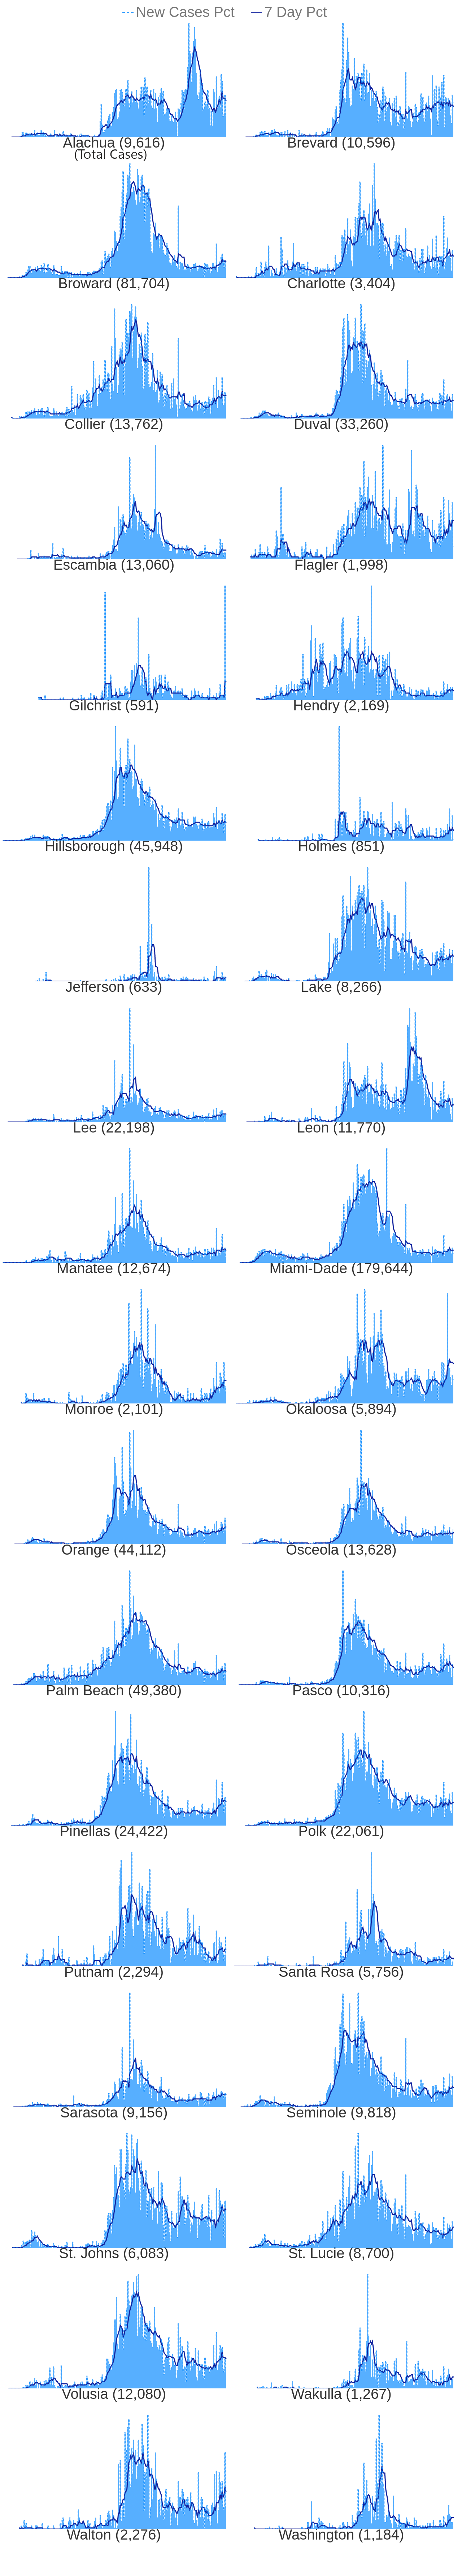 New Cases Pct 7 Day Pct
Alachua (9,616) Brevard (10,596)
(Total Cases)
Broward (81,704) Charlotte (3,404)
Collier (13,762) Duval (33,260)
Escambia (13,060) Flagler (1,998)
Gilchrist (591) Hendry (2,169)
Hillsborough (45,948) Holmes (851)
Jefferson (633) Lake (8,266)
Lee (22,198) Leon (11,770)
Manatee (12,674) Miami-Dade (179,644)
Monroe (2,101) Okaloosa (5,894)
Orange (44,112) Osceola (13,628)
Palm Beach (49,380) Pasco (10,316)
Pinellas (24,422) Polk (22,061)
Putnam (2,294) Santa Rosa (5,756)
Sarasota (9,156) Seminole (9,818)
St. Johns (6,083) St. Lucie (8,700)
Volusia (12,080) Wakulla (1,267)
Walton (2,276) Washington (1,184)